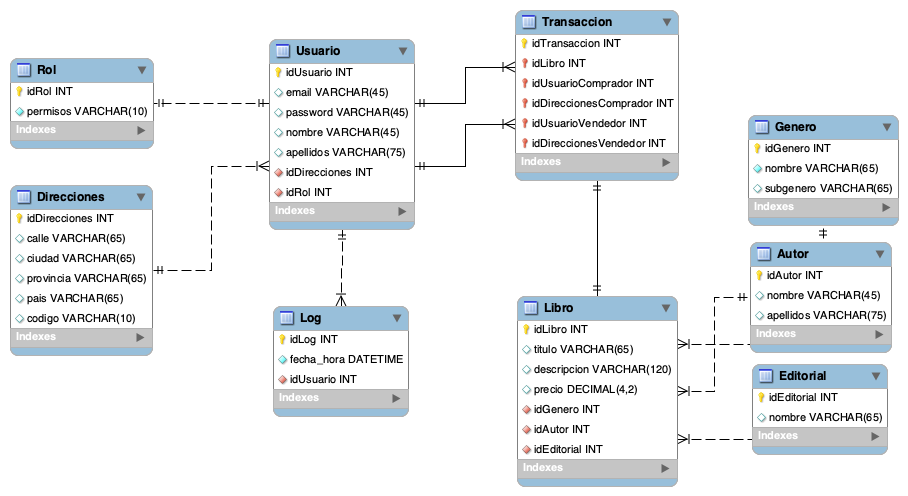 Rol
idRol INT
permisos VARCHAR(10)
Indexes
Direcciones
idDirecciones INT
calle VARCHAR(65)
ciudad VARCHAR(65)
provincia VARCHAR(65)
pais VARCHAR(65)
codigo VARCHAR(10)
Indexes
Usuario
idUsuario INT
email VARCHAR(45)
password VARCHAR(45)
nombre VARCHAR(45)
apellidos VARCHAR(75)
idDirecciones INT
idRol INT
Indexes
Log
idLog INT
fecha_hora DATETIME
idUsuario INT
Indexes
Transaccion
idTransaccion INT
idLibro INT
idUsuarioComprador INT
idDireccionesComprador INT
idUsuarioVendedor INT
idDireccionesVendedor INT
Indexes
Libro
idLibro INT
titulo VARCHAR(65)
descripcion VARCHAR(120)
precio DECIMAL(4,2)
idGenero INT
idAutor INT
idEditorial INT
Indexes
Genero
idGenero INT
nombre VARCHAR(65)
subgenero VARCHAR(65)
Indexes
Autor
idAutor INT
nombre VARCHAR(45)
apellidos VARCHAR(75)
Indexes
Editorial
idEditorial INT
nombre VARCHAR(65)
Indexes